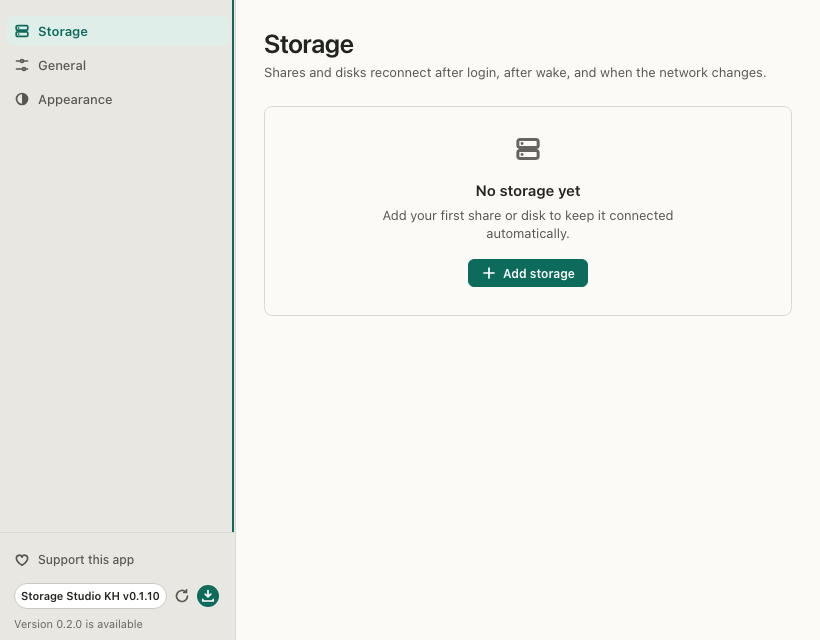 Storage
General
Appearance
Support this app
Storage Studio KH v0.1.10
Version 0.2.0 is available
Storage
Shares and disks reconnect after login, after wake, and when the network changes.
No storage yet
Add your first share or disk to keep it connected
automatically.
Add storage